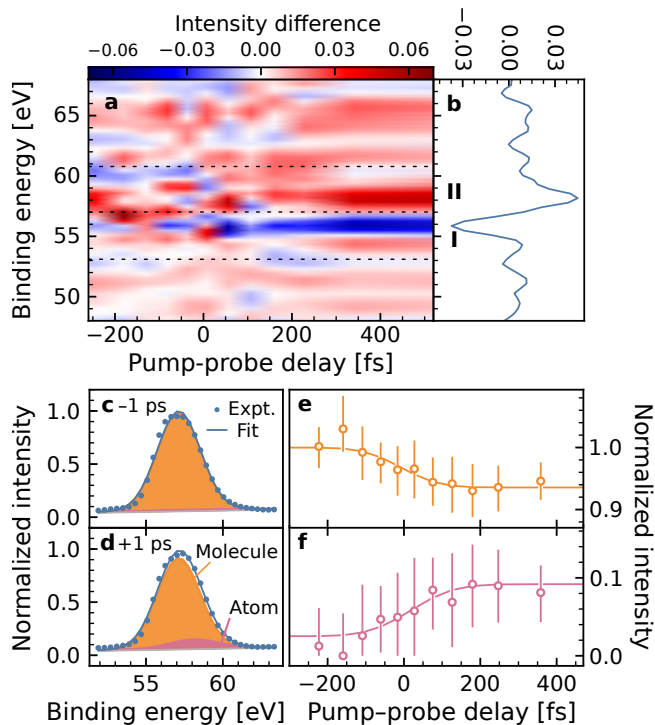 Intensity difference
−0.06 −0.03 0.00 0.03 0.06
−0.03 0.00 0.03
a
b
II
I
65
60
55
50
Binding energy [eV]
−200 0 200 400
Pump-probe delay [fs]
c –1 ps
Expt.
Fit
1.0
0.5
0.0
d +1 ps
Molecule
Atom
1.0
0.5
0.0
Normalized intensity
55 60
Binding energy [eV]
e
1.0
0.9
f
0.1
0.0
Normalized intensity
−200 0 200 400
Pump–probe delay [fs]